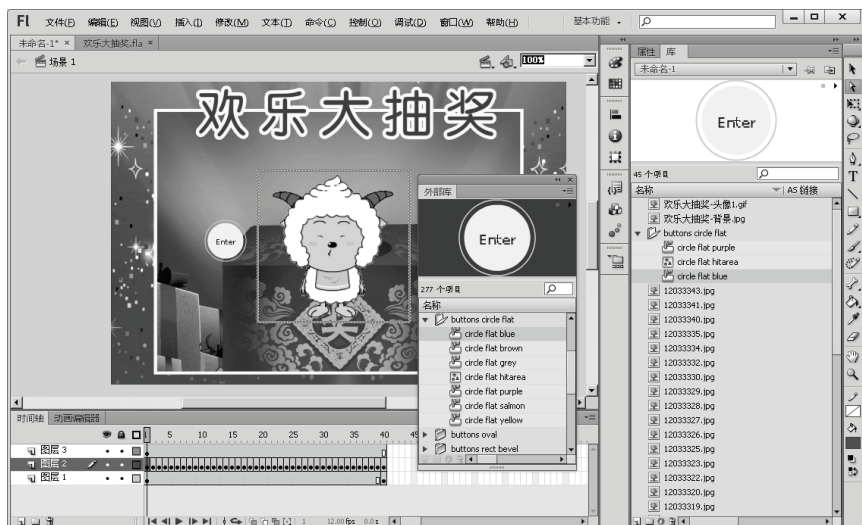 Fl 文件(F) 编辑(E) 视图(V) 插入(I) 修改(M) 文本(T) 命令(C) 控制(O) 调试(D) 窗口(W) 帮助(H) 基本功能
未命名-1* × 欢乐大抽奖.fla ×
场景 1 100%
欢乐大抽奖
Enter
奖
外部库
Enter
277 个项目
名称
buttons circle flat
circle flat blue
circle flat brown
circle flat grey
circle flat hitarea
circle flat purple
circle flat salmon
circle flat yellow
buttons oval
buttons rect bevel
属性 库
未命名-1
Enter
45 个项目
名称 AS 链接
欢乐大抽奖-头像1.gif
欢乐大抽奖-背景.jpg
buttons circle flat
circle flat purple
circle flat hitarea
circle flat blue
12033343.jpg
12033341.jpg
12033340.jpg
12033335.jpg
12033334.jpg
12033332.jpg
12033330.jpg
12033329.jpg
12033328.jpg
12033327.jpg
12033326.jpg
12033325.jpg
12033323.jpg
12033322.jpg
12033320.jpg
12033319.jpg
时间轴 动画编辑器
1 5 10 15 20 25 30 35 40 45
图层 3
图层 2
图层 1
1 12.00 fps 0.0 s